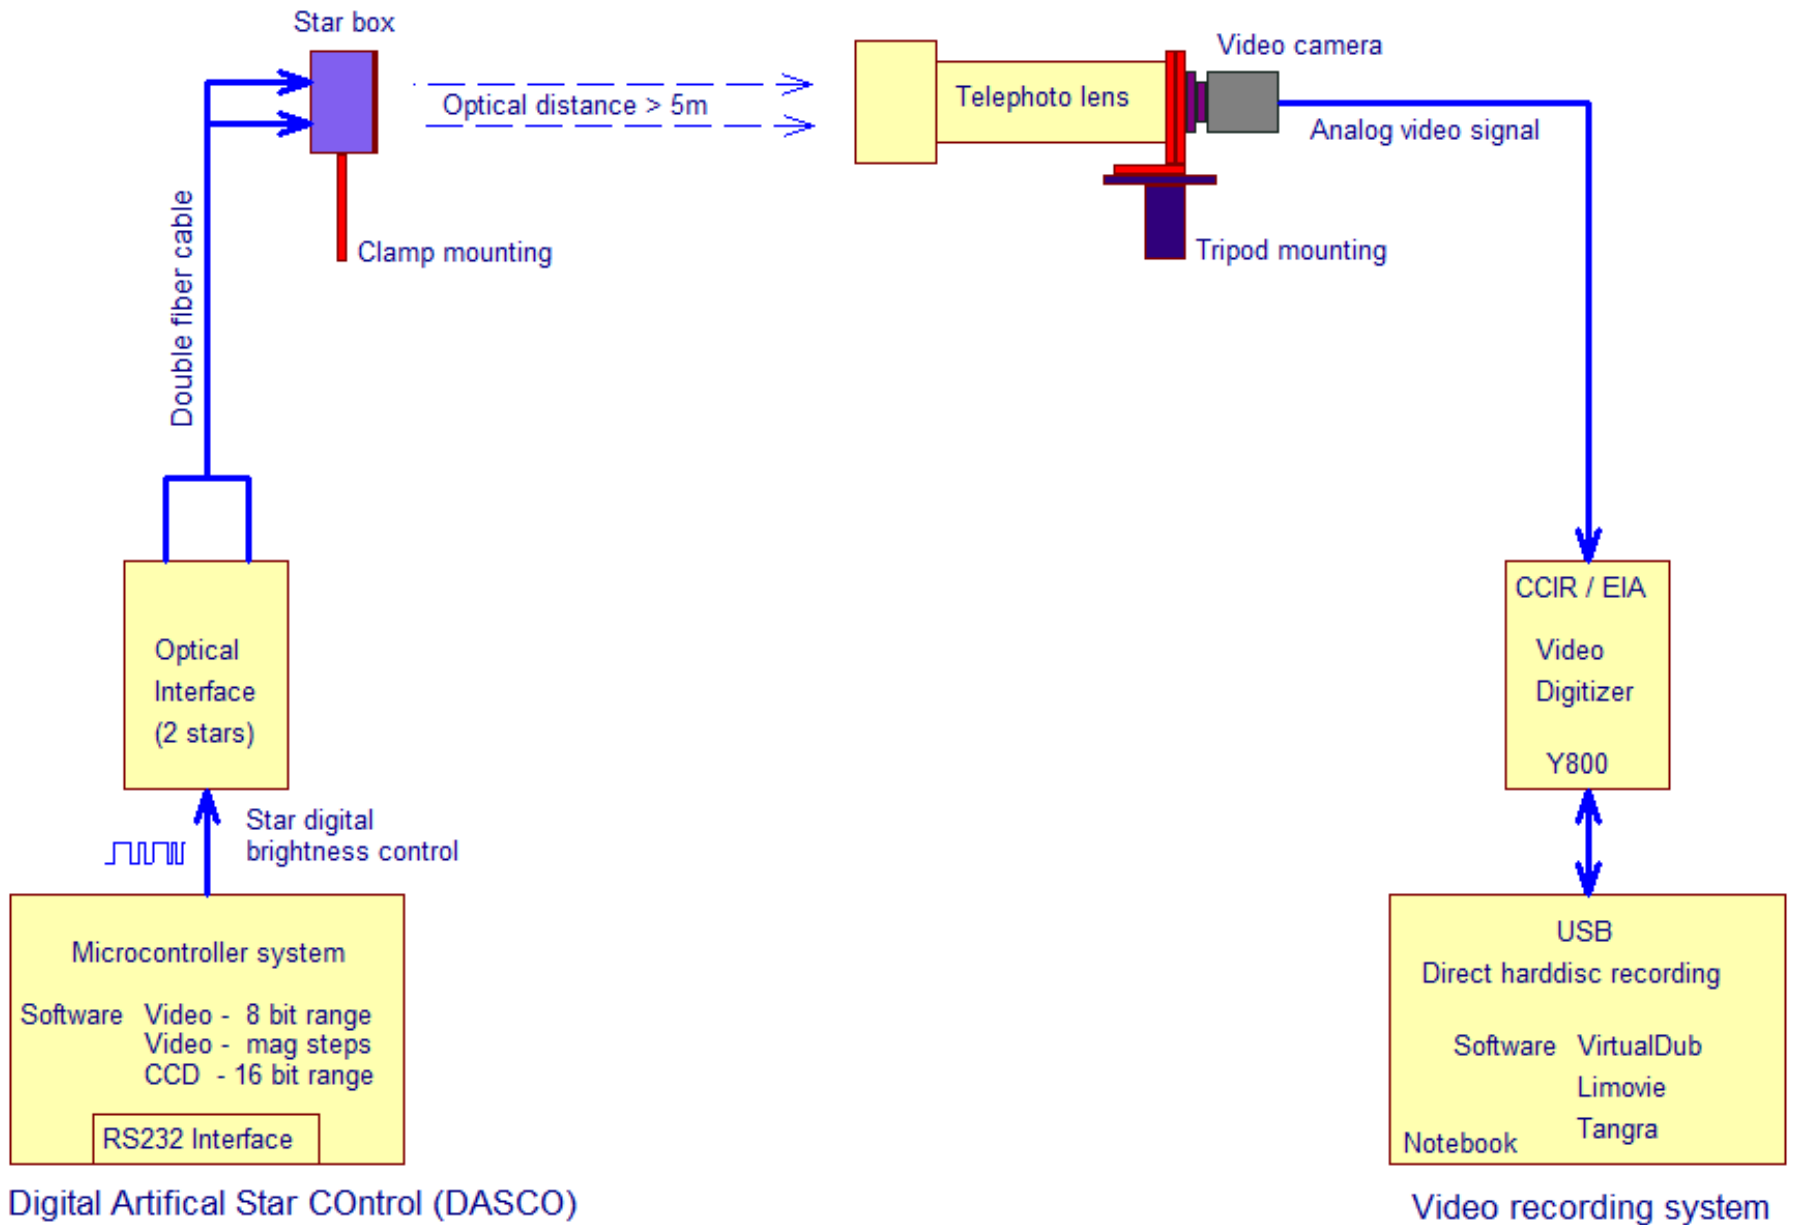 Star box
Optical distance > 5m
Double fiber cable
Clamp mounting
Telephoto lens
Video camera
Analog video signal
Tripod mounting
Optical
Interface
(2 stars)
Star digital
brightness control
Microcontroller system
Software Video - 8 bit range
Video - mag steps
CCD - 16 bit range
RS232 Interface
Digital Artifical Star COntrol (DASCO)
CCIR / EIA
Video
Digitizer
Y800
USB
Direct harddisc recording
Software VirtualDub
Limovie
Tangra
Notebook
Video recording system